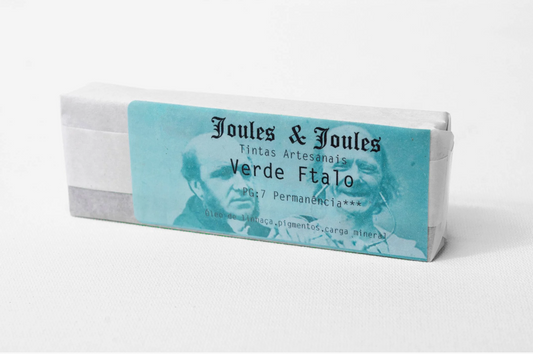 Joules & Joules
Tintas Artesanais
Verde Ftalo
PG:7 Permanência***
Óleo de linhaça,pigmentos,carga mineral